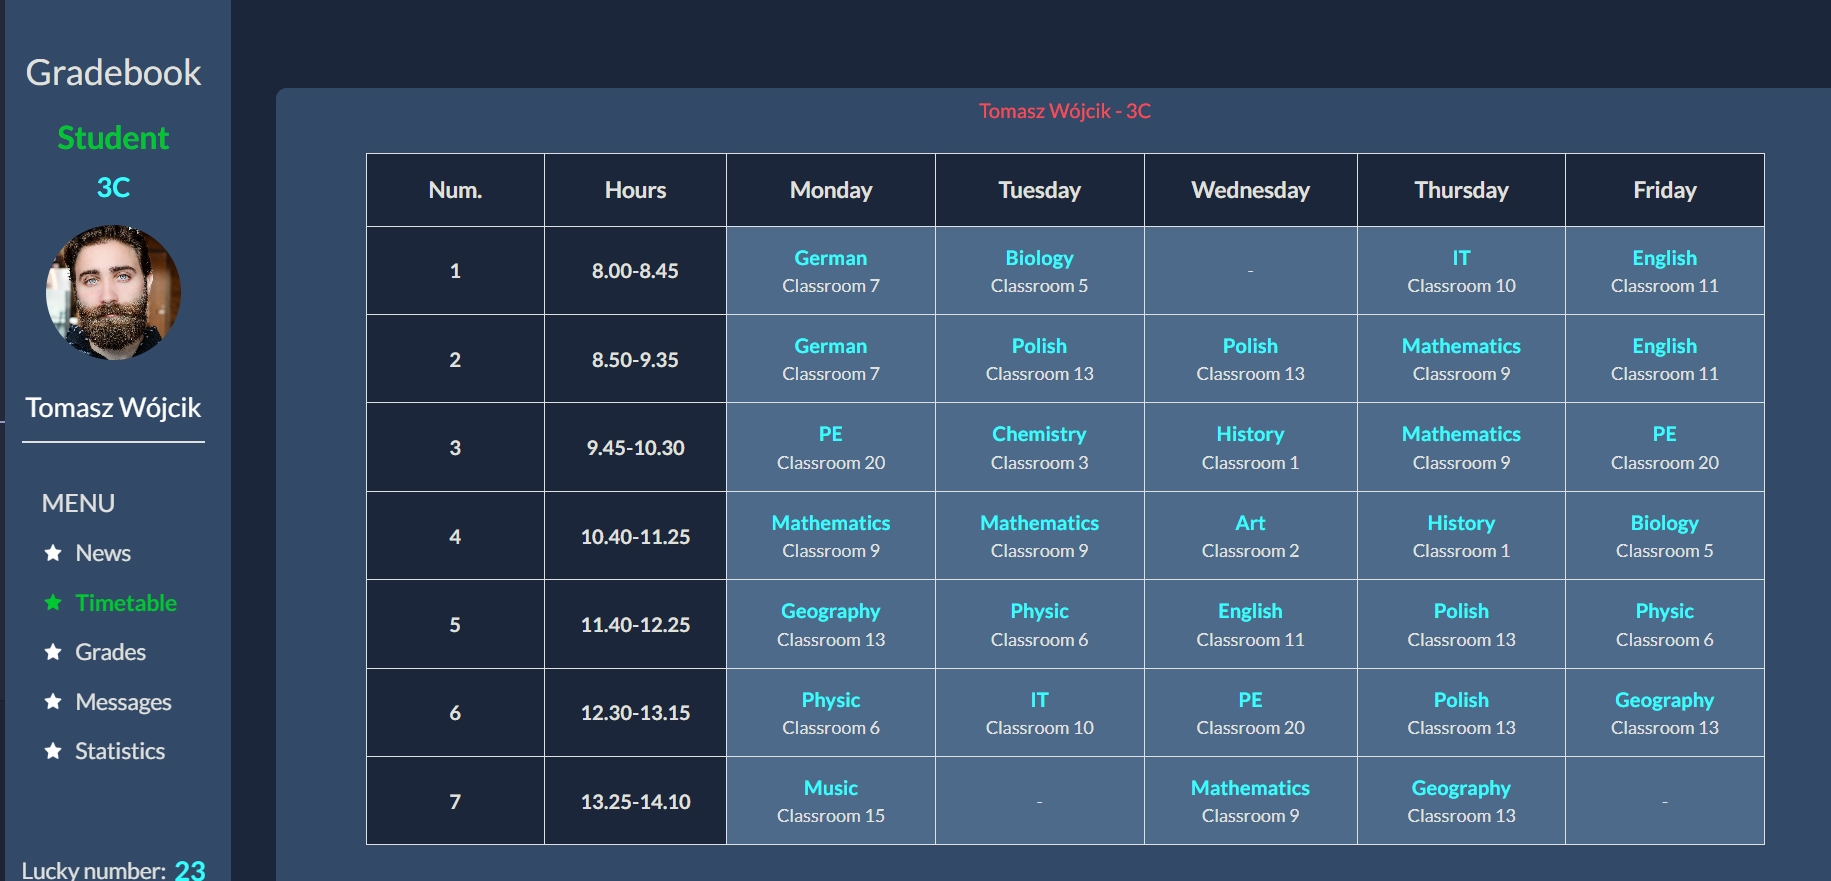 Gradebook
Student
3C
Tomasz Wójcik
MENU
News
Timetable
Grades
Messages
Statistics
Lucky number: 23
Tomasz Wójcik - 3C
Num. Hours Monday Tuesday Wednesday Thursday Friday
1 8.00-8.45 German Biology - IT English
Classroom 7 Classroom 5 Classroom 10 Classroom 11
2 8.50-9.35 German Polish Polish Mathematics English
Classroom 7 Classroom 13 Classroom 13 Classroom 9 Classroom 11
3 9.45-10.30 PE Chemistry History Mathematics PE
Classroom 20 Classroom 3 Classroom 1 Classroom 9 Classroom 20
4 10.40-11.25 Mathematics Mathematics Art History Biology
Classroom 9 Classroom 9 Classroom 2 Classroom 1 Classroom 5
5 11.40-12.25 Geography Physic English Polish Physic
Classroom 13 Classroom 6 Classroom 11 Classroom 13 Classroom 6
6 12.30-13.15 Physic IT PE Polish Geography
Classroom 6 Classroom 10 Classroom 20 Classroom 13 Classroom 13
7 13.25-14.10 Music - Mathematics Geography -
Classroom 15 Classroom 9 Classroom 13